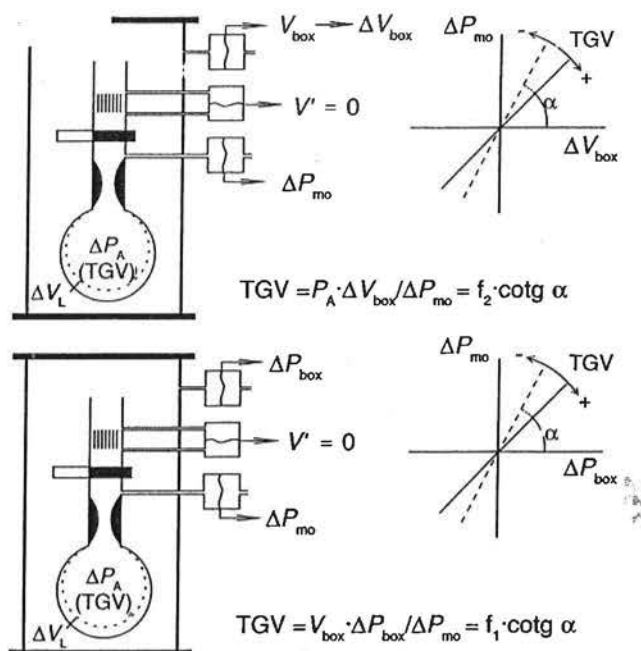 V_box → ΔV_box
V' = 0
ΔP_mo
ΔP_A
(TGV)
ΔV_L
ΔP_mo
- TGV
+
α
ΔV_box
TGV = P_A·ΔV_box/ΔP_mo = f_2·cotg α
ΔP_box
V' = 0
ΔP_mo
ΔP_A
(TGV)
ΔV_L
ΔP_mo
- TGV
+
α
ΔP_box
TGV = V_box·ΔP_box/ΔP_mo = f_1·cotg α